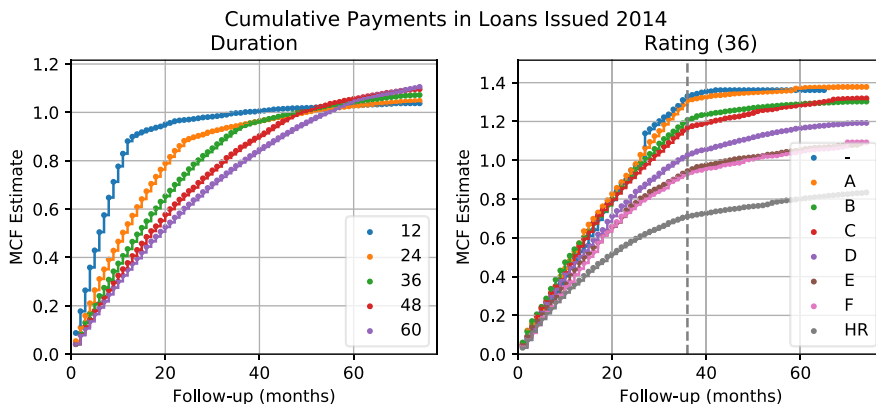 Cumulative Payments in Loans Issued 2014
Duration
MCF Estimate
1.2
1.0
0.8
0.6
0.4
0.2
0.0
0
20
40
60
Follow-up (months)
12
24
36
48
60
Rating (36)
MCF Estimate
1.4
1.2
1.0
0.8
0.6
0.4
0.2
0.0
0
20
40
60
Follow-up (months)
-
A
B
C
D
E
F
HR